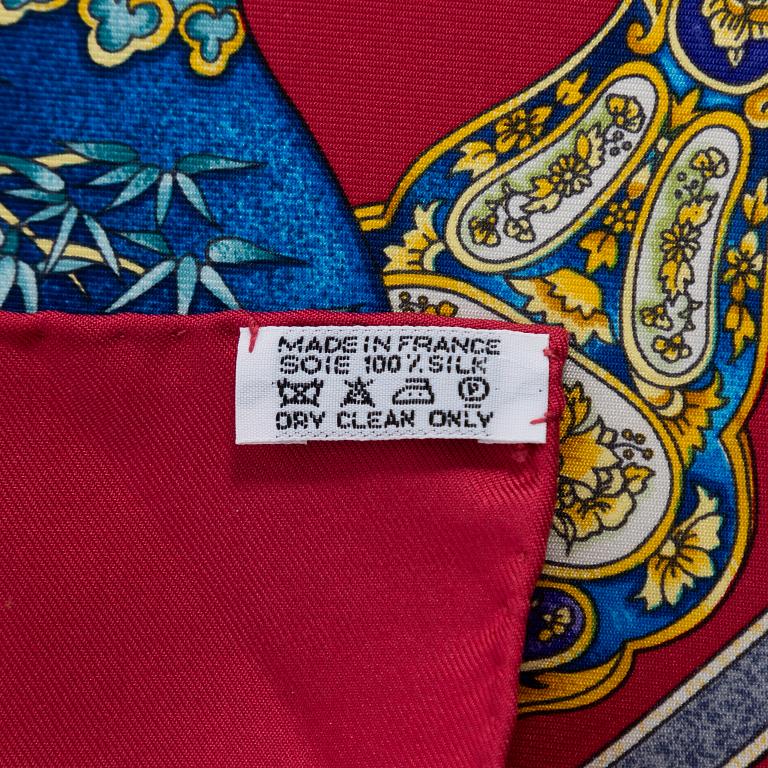 MADE IN FRANCE
SOIE 100% SILK
P
DRY CLEAN ONLY